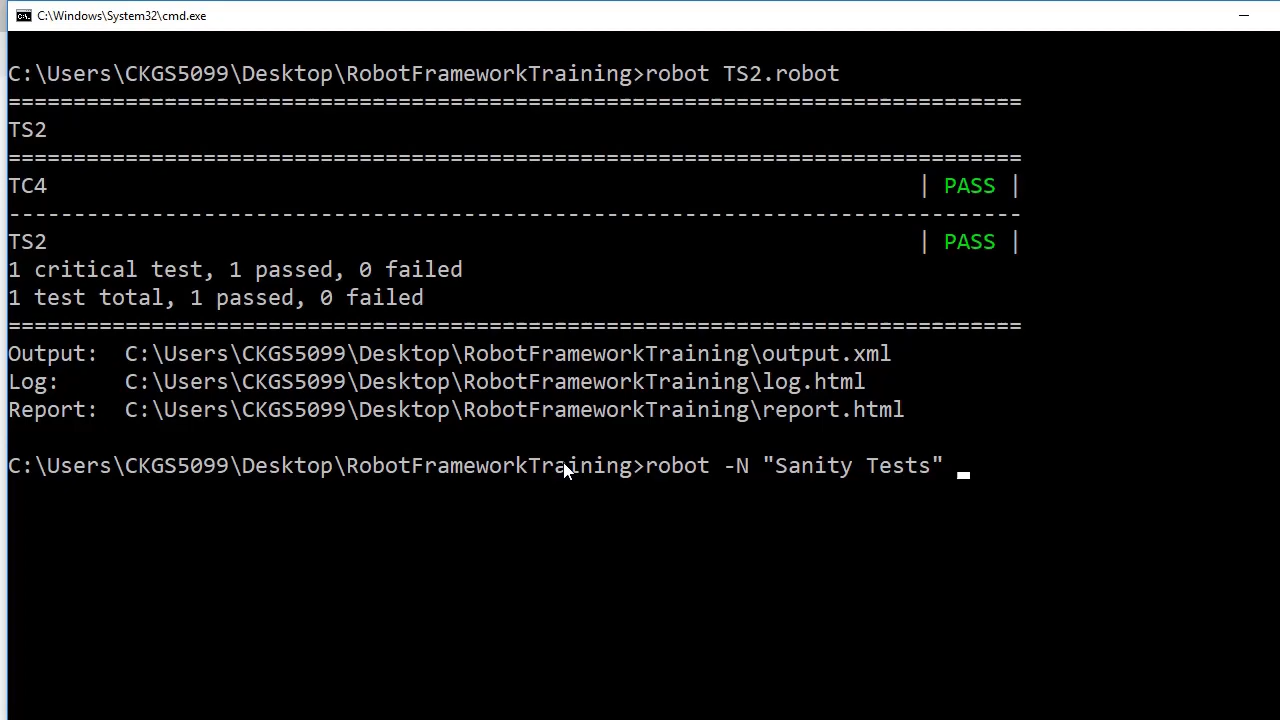 C:\Windows\System32\cmd.exe
C:\Users\CKGS5099\Desktop\RobotFrameworkTraining>robot TS2.robot
==============================================================================
TS2
==============================================================================
TC4 | PASS |
------------------------------------------------------------------------------
TS2 | PASS |
1 critical test, 1 passed, 0 failed
1 test total, 1 passed, 0 failed
==============================================================================
Output: C:\Users\CKGS5099\Desktop\RobotFrameworkTraining\output.xml
Log: C:\Users\CKGS5099\Desktop\RobotFrameworkTraining\log.html
Report: C:\Users\CKGS5099\Desktop\RobotFrameworkTraining\report.html
C:\Users\CKGS5099\Desktop\RobotFrameworkTraining>robot -N "Sanity Tests" _